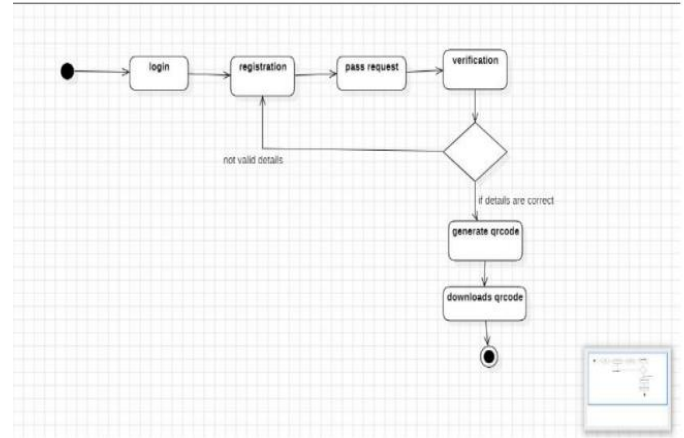 login
registration
pass request
verification
not valid details
if details are correct
generate qrcode
downloads qrcode